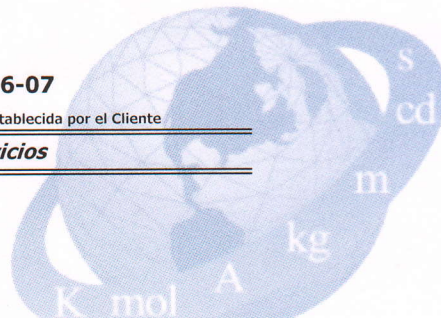 6-07
tablecida por el Cliente
icios
s
cd
m
kg
A
mol
K